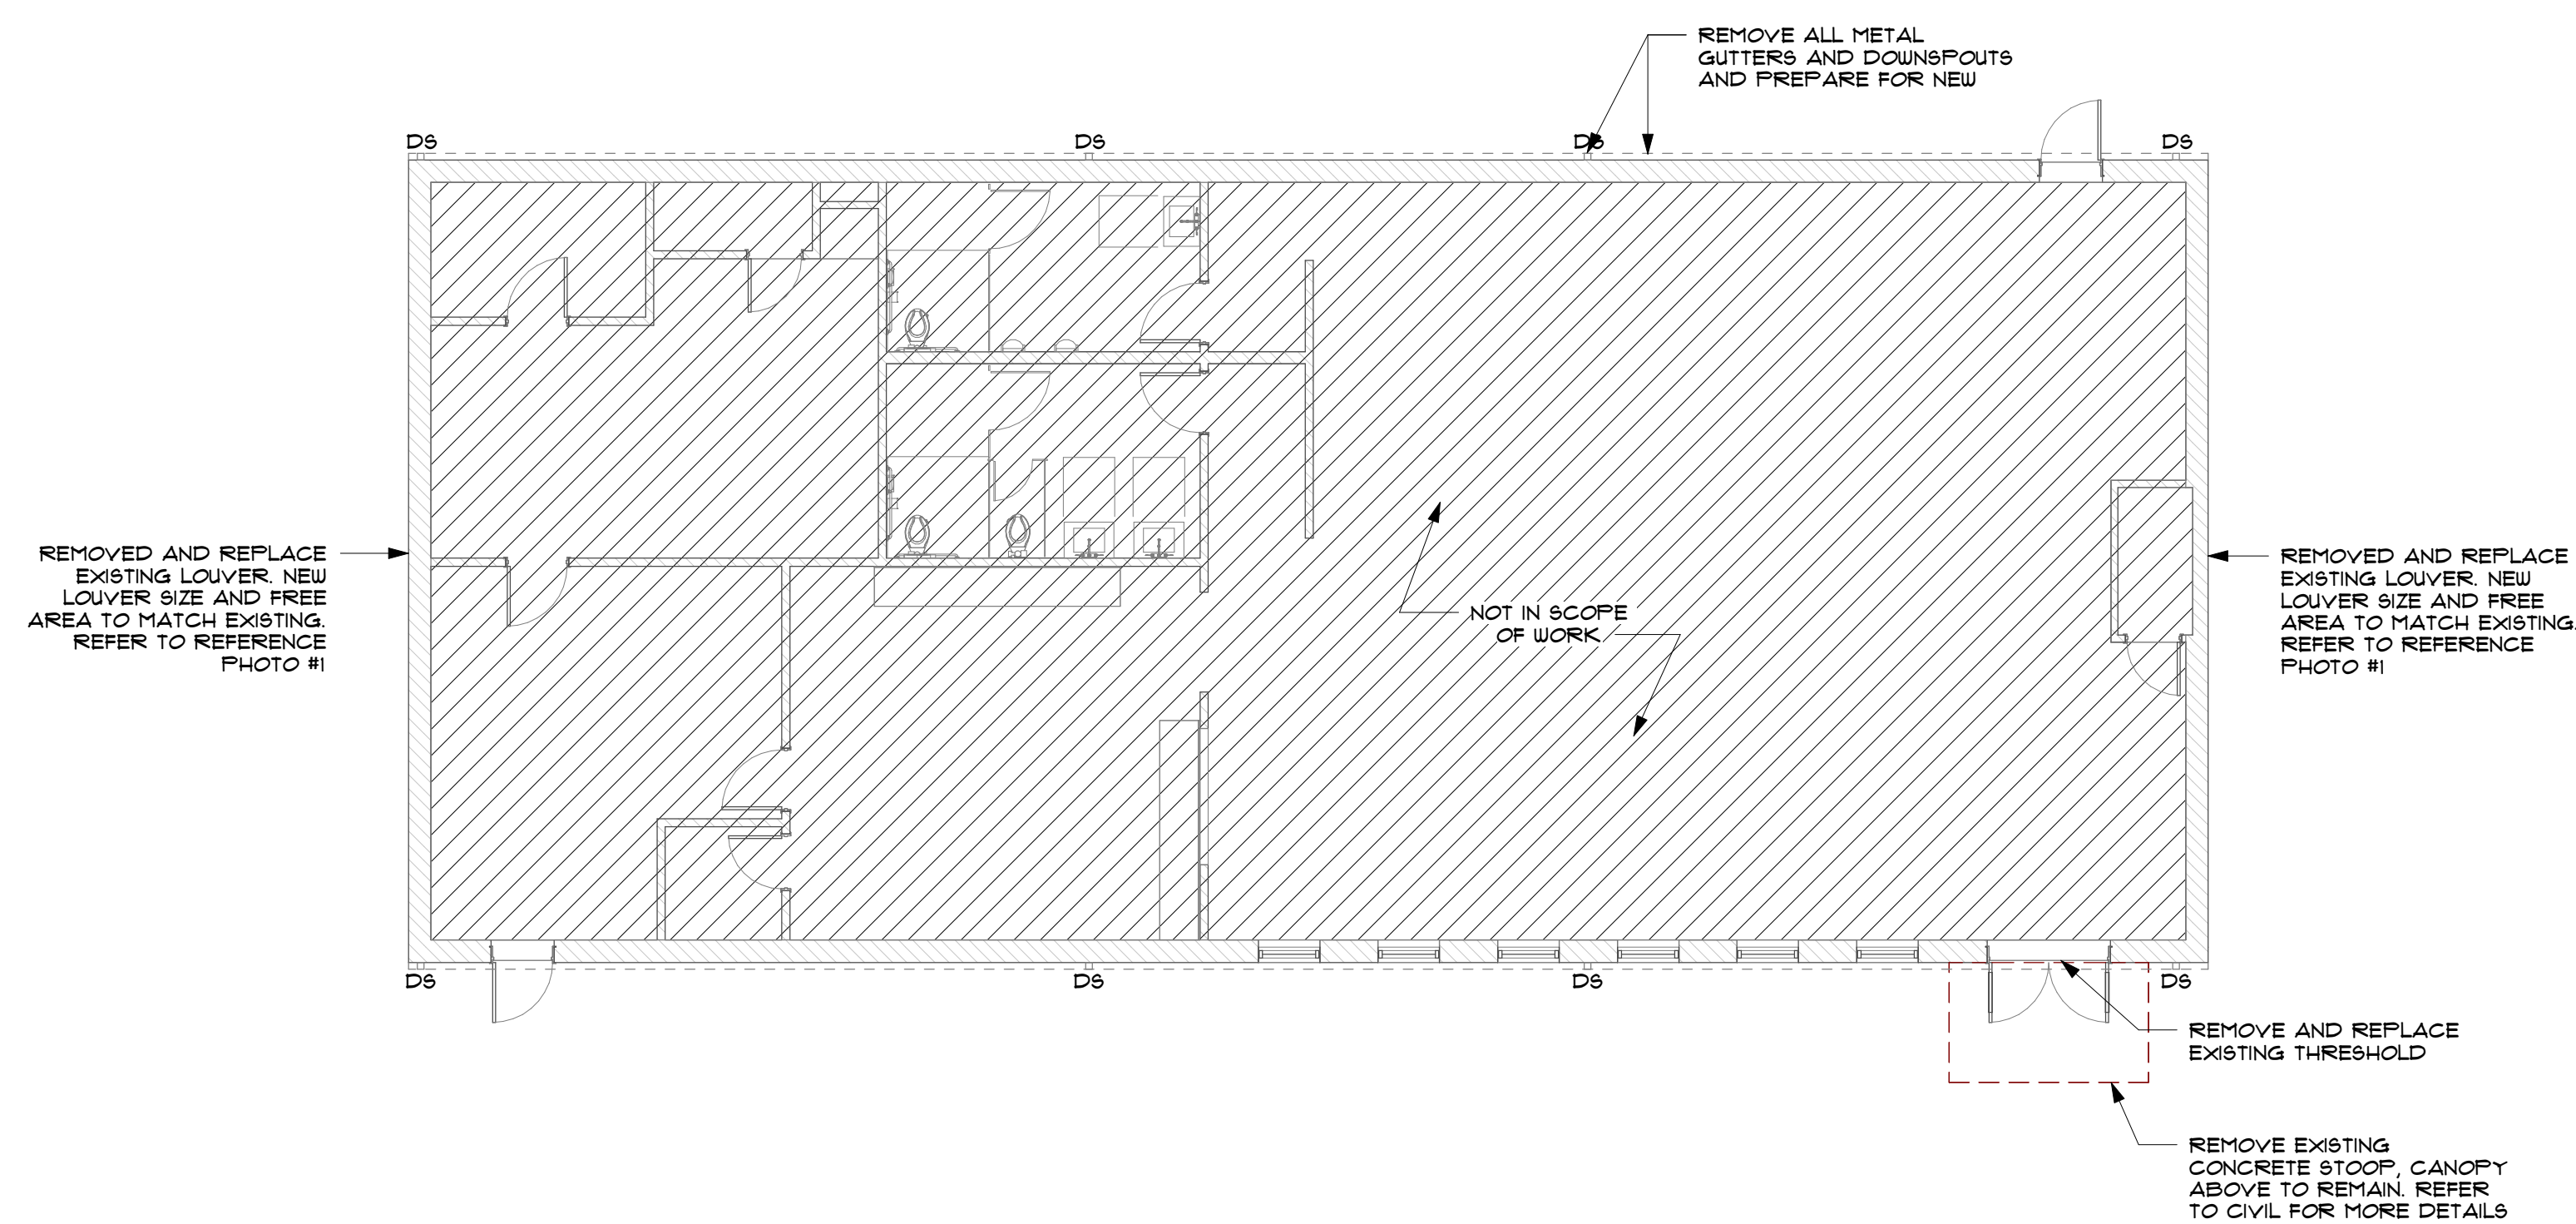 REMOVE ALL METAL
GUTTERS AND DOWNSPOUTS
AND PREPARE FOR NEW
DS
DS
DS
DS
REMOVED AND REPLACE
EXISTING LOUVER. NEW
LOUVER SIZE AND FREE
AREA TO MATCH EXISTING.
REFER TO REFERENCE
PHOTO #1
NOT IN SCOPE
OF WORK
REMOVED AND REPLACE
EXISTING LOUVER. NEW
LOUVER SIZE AND FREE
AREA TO MATCH EXISTING.
REFER TO REFERENCE
PHOTO #1
DS
DS
DS
DS
REMOVE AND REPLACE
EXISTING THRESHOLD
REMOVE EXISTING
CONCRETE STOOP, CANOPY
ABOVE TO REMAIN. REFER
TO CIVIL FOR MORE DETAILS